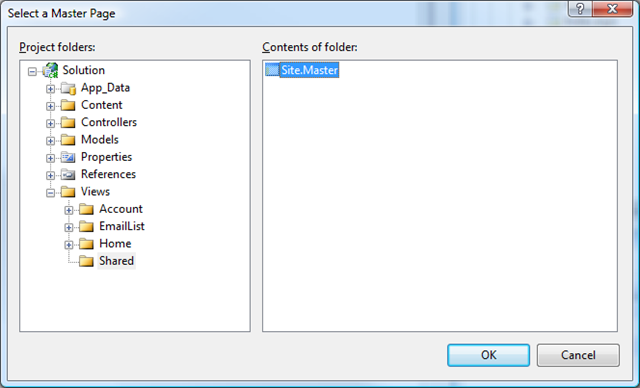 Select a Master Page
?
Project folders:
Contents of folder:
Solution
App_Data
Content
Controllers
Models
Properties
References
Views
Account
EmailList
Home
Shared
Site.Master
OK
Cancel